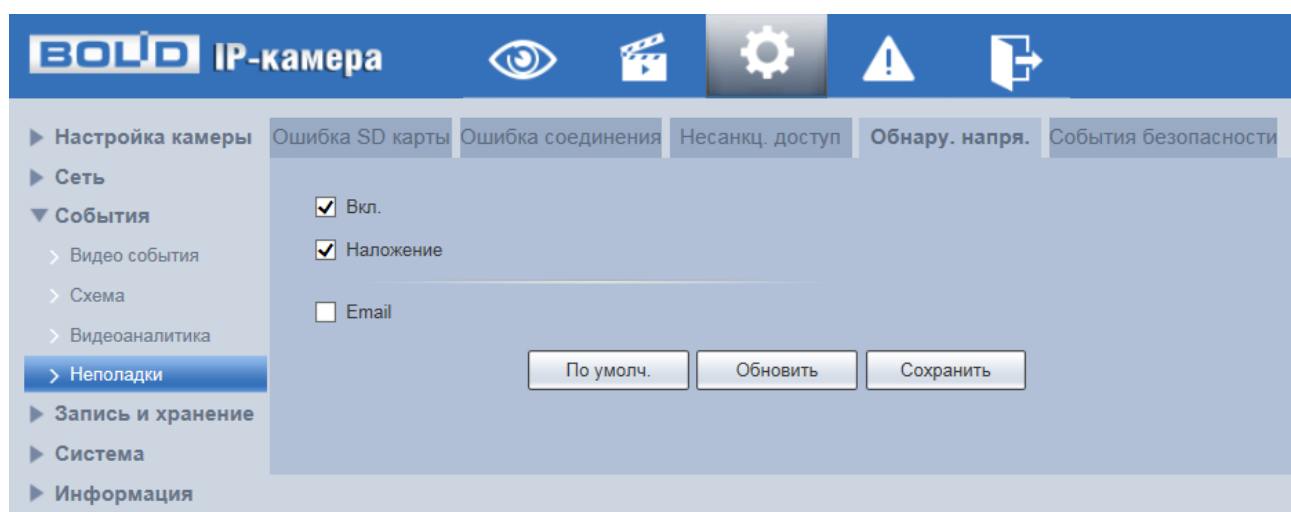 BOLID IP-камера
Настройка камеры
Сеть
События
Видео события
Схема
Видеоаналитика
Неполадки
Запись и хранение
Система
Информация
Ошибка SD карты Ошибка соединения Несанкц. доступ Обнару. напря. События безопасности
Вкл.
Наложение
Email
По умолч. Обновить Сохранить